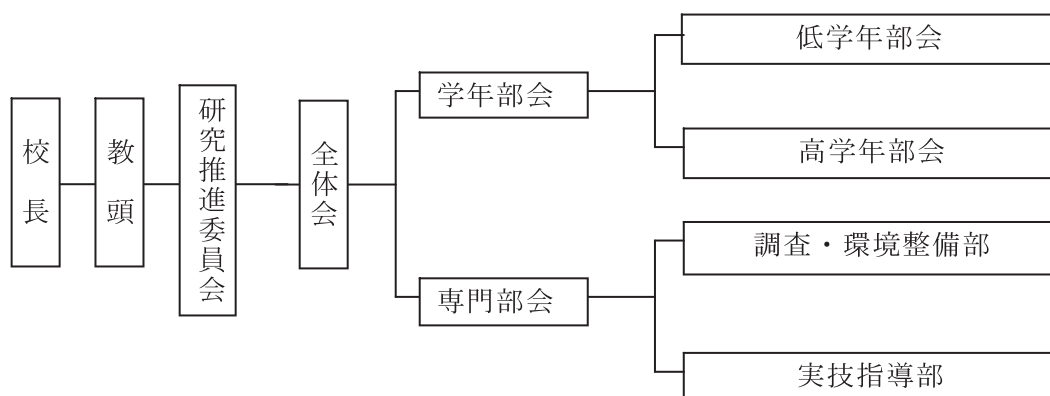 校長
教頭
研究推進委員会
全体会
学年部会
低学年部会
高学年部会
専門部会
調査・環境整備部
実技指導部